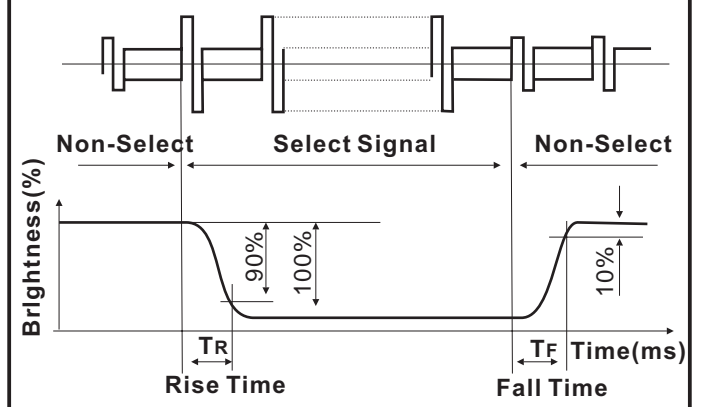 Non-Select Select Signal Non-Select
BrIghtness(%)
90%
100%
10%
TR
TF
Time(ms)
Rise Time
Fall Time